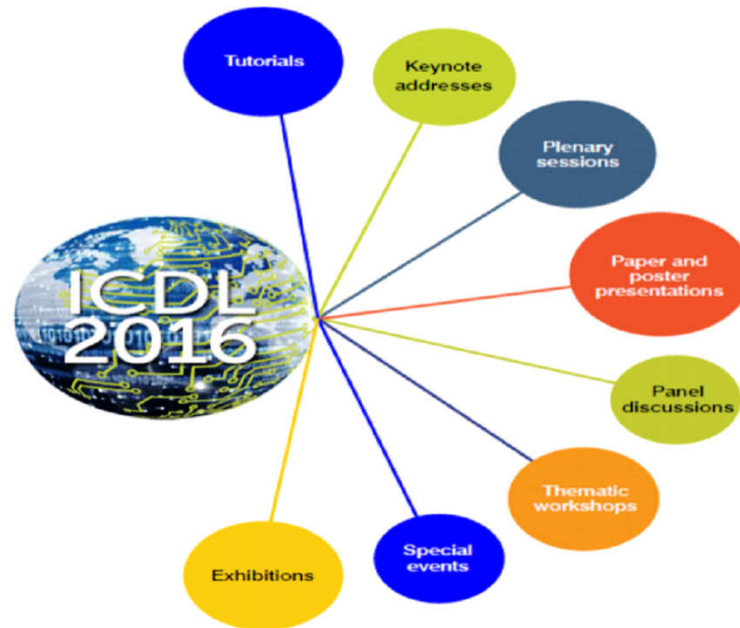 Tutorials
Keynote
addresses
Plenary
sessions
Paper and
poster
presentations
ICDL
2016
Panel
discussions
Thematic
workshops
Special
events
Exhibitions